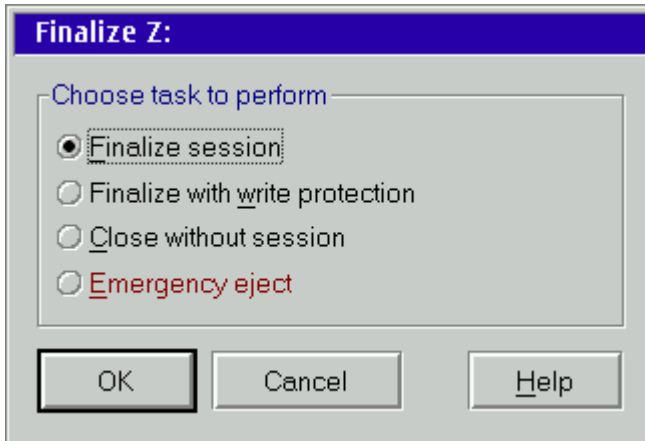 Finalize Z:
Choose task to perform
Finalize session
Finalize with write protection
Close without session
Emergency eject
OK Cancel Help